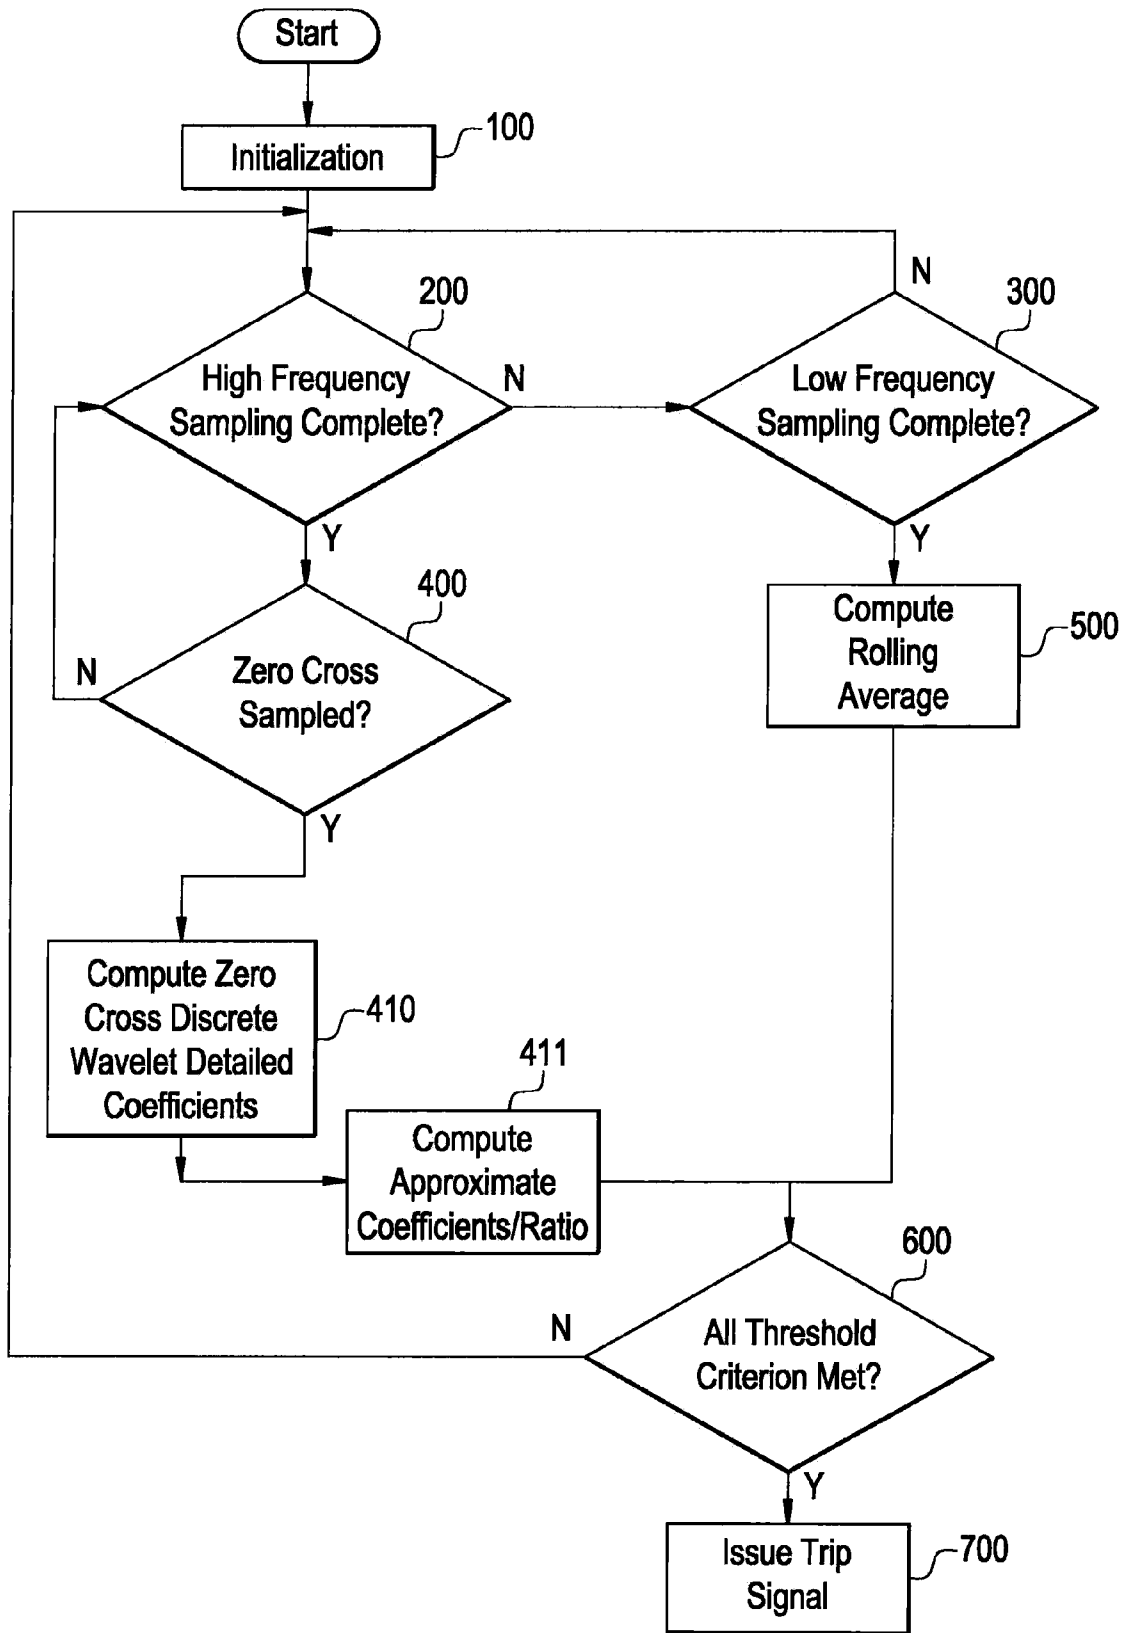 Start
Initialization
100
N
200
300
High Frequency
Sampling Complete?
N
Low Frequency
Sampling Complete?
Y
Y
400
Compute
Rolling
Average
500
N
Zero Cross
Sampled?
Y
Compute Zero
Cross Discrete
Wavelet Detailed
Coefficients
410
411
Compute
Approximate
Coefficients/Ratio
600
N
All Threshold
Criterion Met?
Y
Issue Trip
Signal
700